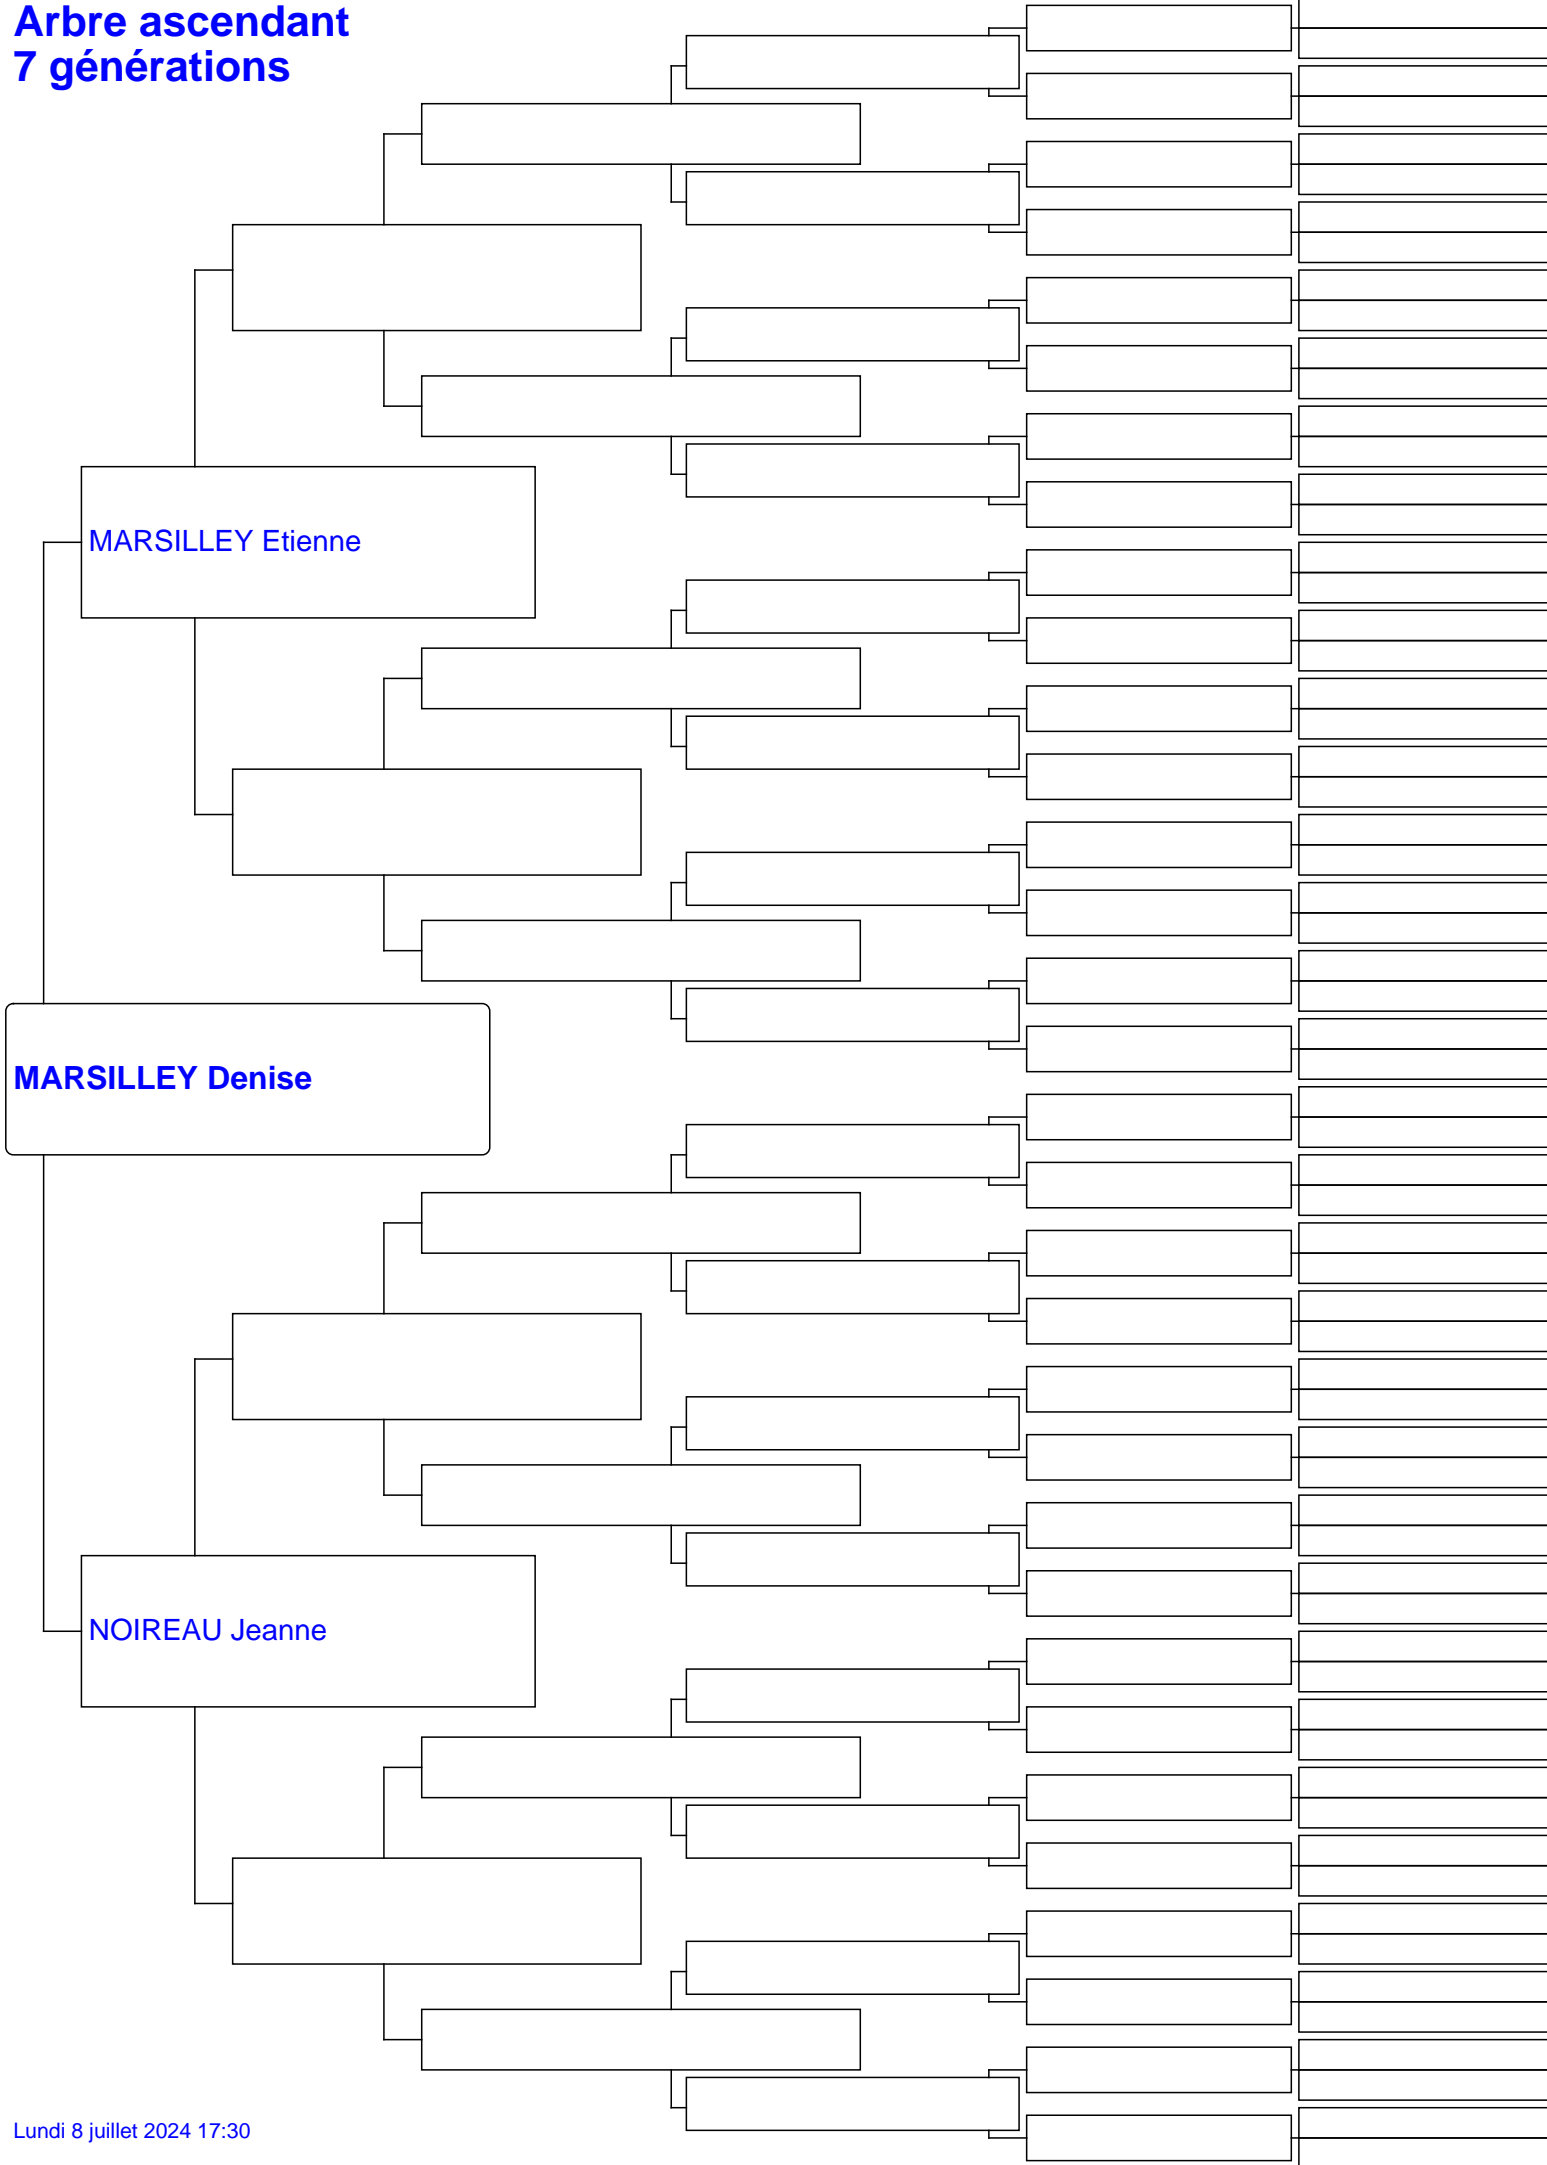 Arbre ascendant
7 générations
MARSILLEY Etienne
MARSILLEY Denise
NOIREAU Jeanne
Lundi 8 juillet 2024 17:30